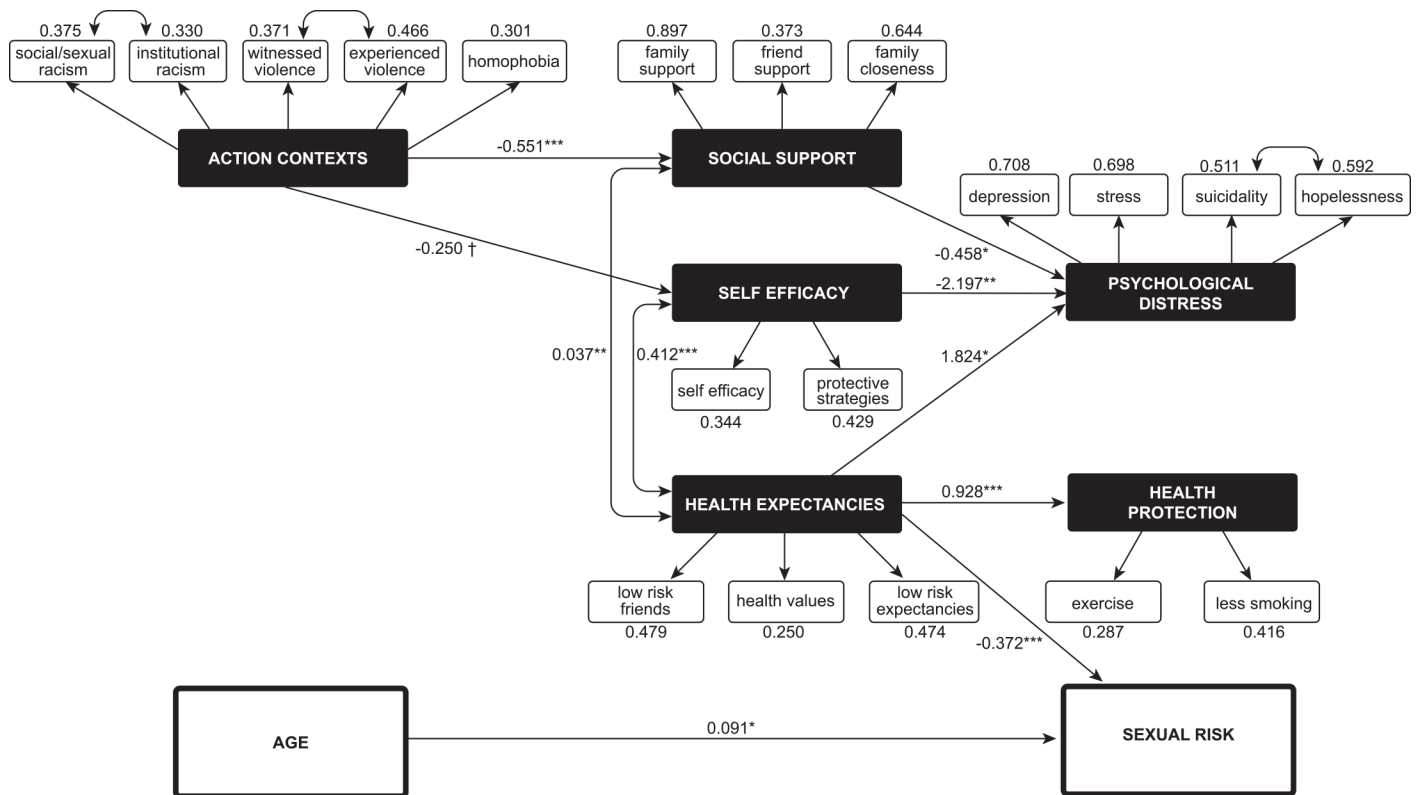 0.375
0.330
0.371
0.466
0.301
social/sexual
racism
institutional
racism
witnessed
violence
experienced
violence
homophobia
0.897
0.373
0.644
family
support
friend
support
family
closeness
ACTION CONTEXTS
-0.551***
SOCIAL SUPPORT
0.708
0.698
0.511
0.592
depression
stress
suicidality
hopelessness
-0.250 †
-0.458*
SELF EFFICACY
-2.197**
PSYCHOLOGICAL
DISTRESS
0.037**
0.412***
1.824*
self efficacy
protective
strategies
0.344
0.429
HEALTH EXPECTANCIES
0.928***
HEALTH
PROTECTION
low risk
friends
health values
low risk
expectancies
exercise
less smoking
0.479
0.250
0.474
0.287
0.416
-0.372***
AGE
0.091*
SEXUAL RISK